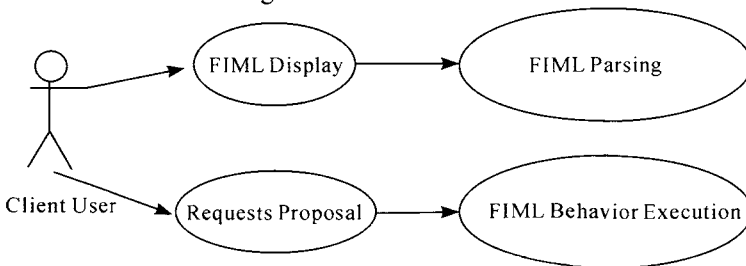 FIML Display
FIML Parsing
Client User
Requests Proposal
FIML Behavior Execution